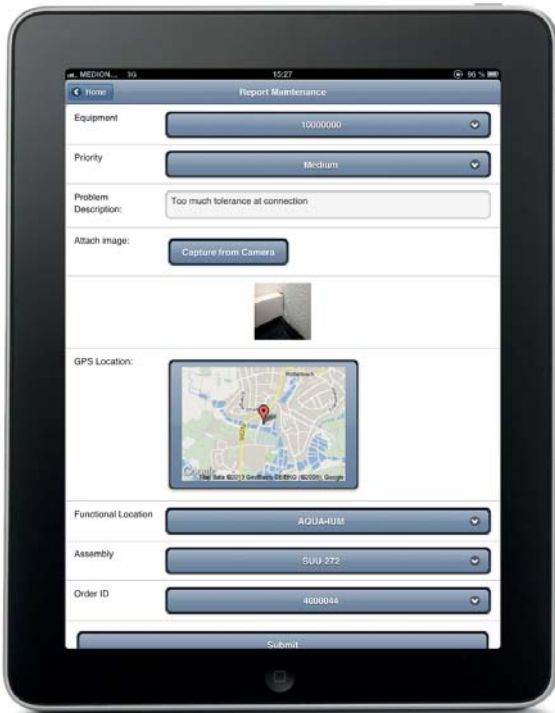 MEDION... 3G 15:27 96 %
Home Report Maintenance
Equipment 10000000
Priority Medium
Problem
Description: Too much tolerance at connection
Attach image: Capture from Camera
GPS Location:
Google
Functional Location AQUA-IUM
Assembly SUU-272
Order ID 4000044
Submit